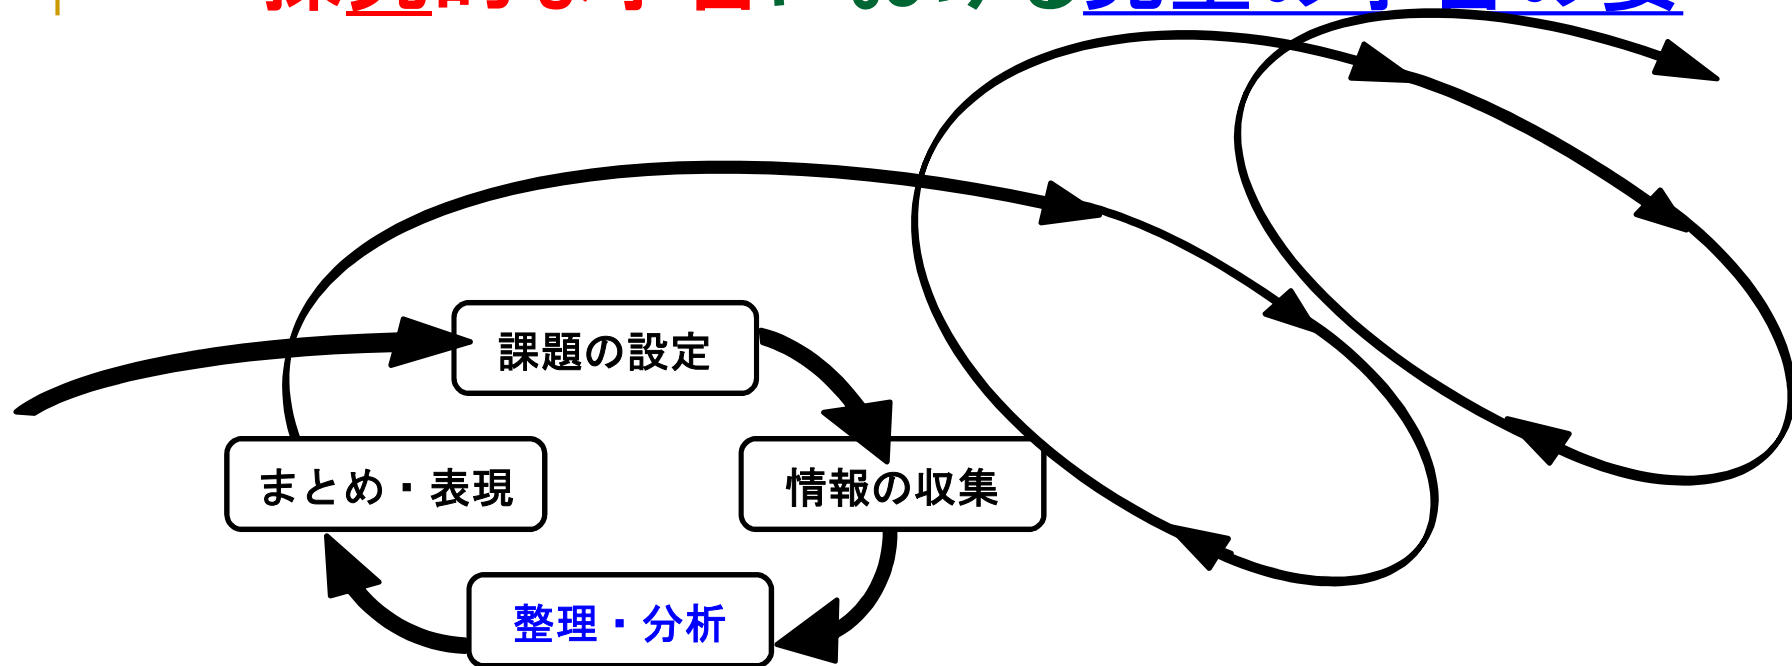 課題の設定
まとめ・表現
情報の収集
整理・分析